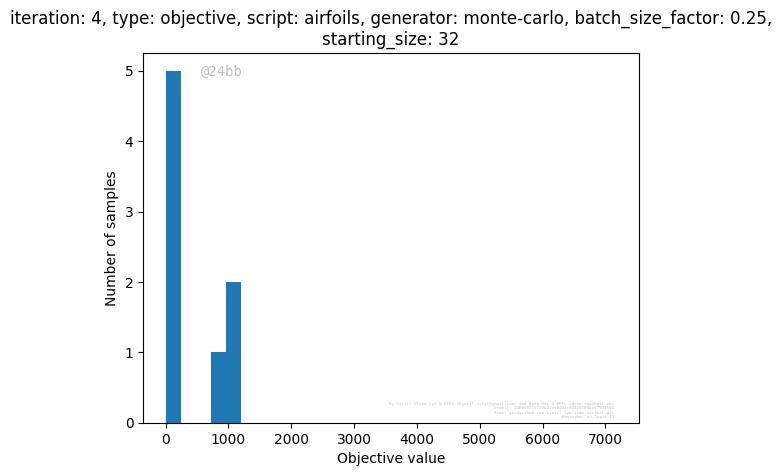 iteration: 4, type: objective, script: airfoils, generator: monte-carlo, batch_size_factor: 0.25,
starting_size: 32
@24bb
5
4
3
2
1
0
Number of samples
0 1000 2000 3000 4000 5000 6000 7000
Objective value